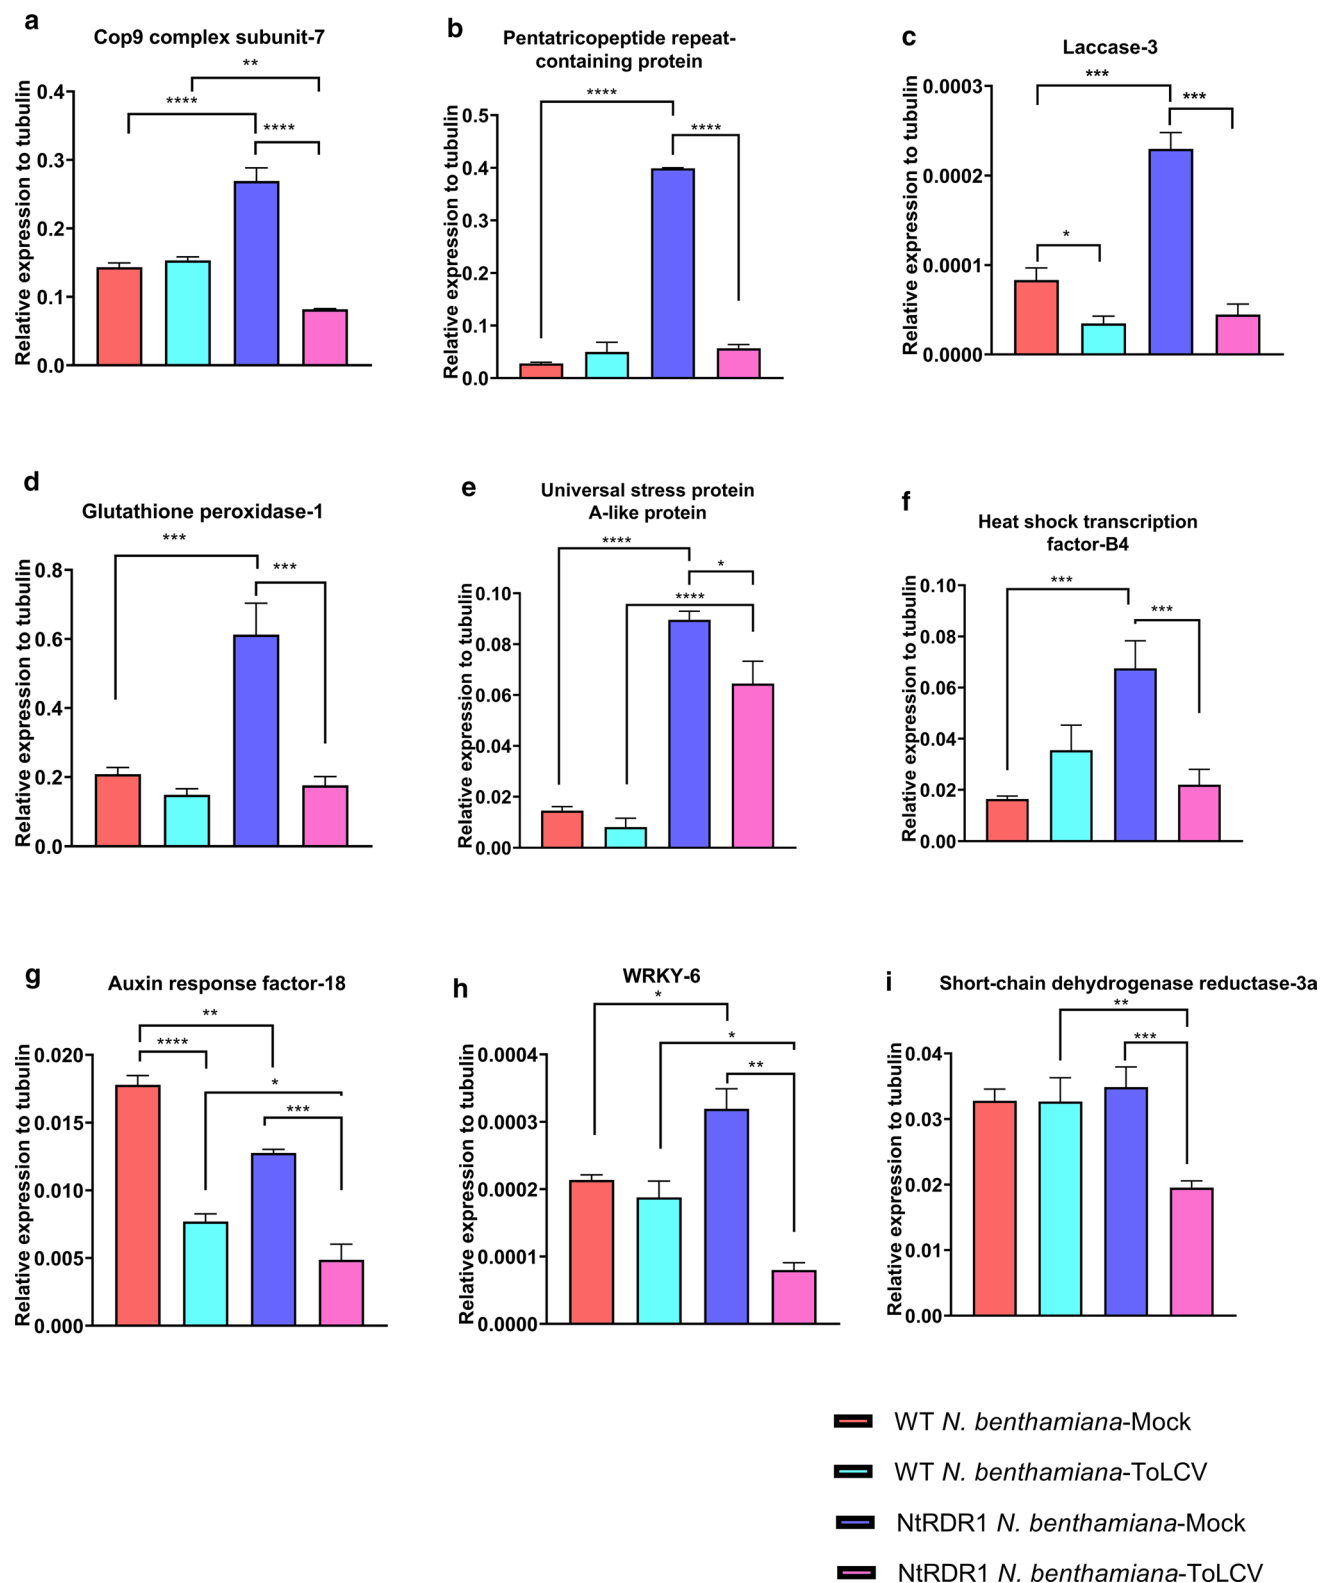 a
Cop9 complex subunit-7
**
****
****
Relative expression to tubulin
0.4
0.3
0.2
0.1
0.0
b
Pentatricopeptide repeat-
containing protein
****
****
Relative expression to tubulin
0.5
0.4
0.3
0.2
0.1
0.0
c
Laccase-3
***
***
*
Relative expression to tubulin
0.0003
0.0002
0.0001
0.0000
d
Glutathione peroxidase-1
***
***
Relative expression to tubulin
0.8
0.6
0.4
0.2
0.0
e
Universal stress protein
A-like protein
****
*
****
Relative expression to tubulin
0.10
0.08
0.06
0.04
0.02
0.00
f
Heat shock transcription
factor-B4
***
***
Relative expression to tubulin
0.10
0.08
0.06
0.04
0.02
0.00
g
Auxin response factor-18
**
****
*
***
Relative expression to tubulin
0.020
0.015
0.010
0.005
0.000
h
WRKY-6
*
*
**
Relative expression to tubulin
0.0004
0.0003
0.0002
0.0001
0.0000
i
Short-chain dehydrogenase reductase-3a
**
***
Relative expression to tubulin
0.04
0.03
0.02
0.01
0.00
WT N. benthamiana-Mock
WT N. benthamiana-ToLCV
NtRDR1 N. benthamiana-Mock
NtRDR1 N. benthamiana-ToLCV